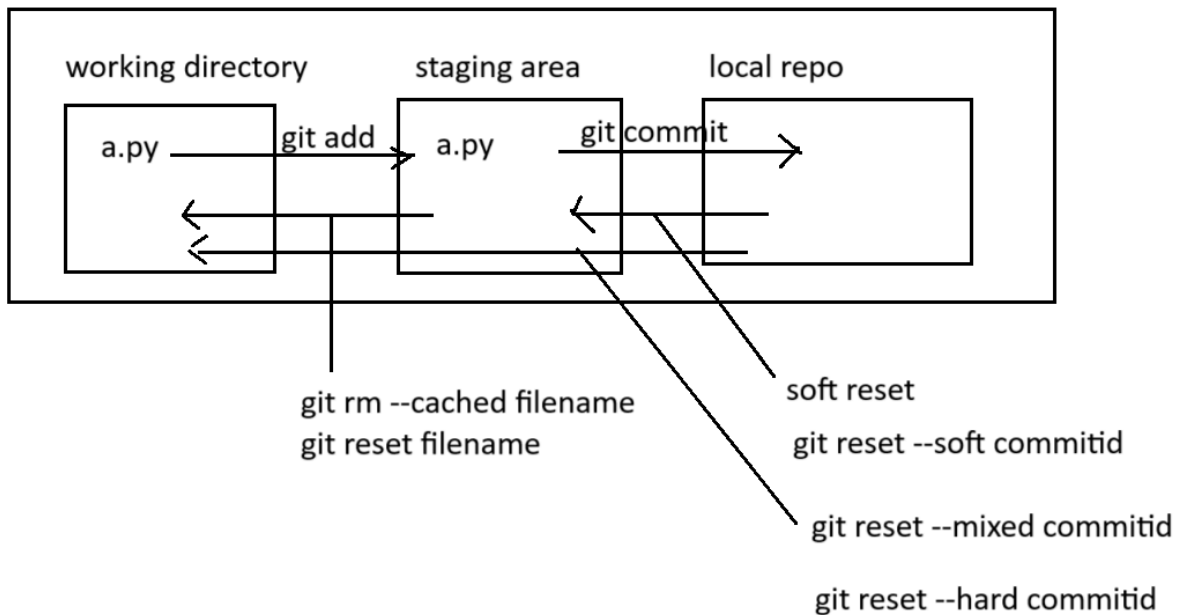 working directory
staging area
local repo
a.py
git add
a.py
git commit
git rm --cached filename
git reset filename
soft reset
git reset --soft commitid
git reset --mixed commitid
git reset --hard commitid